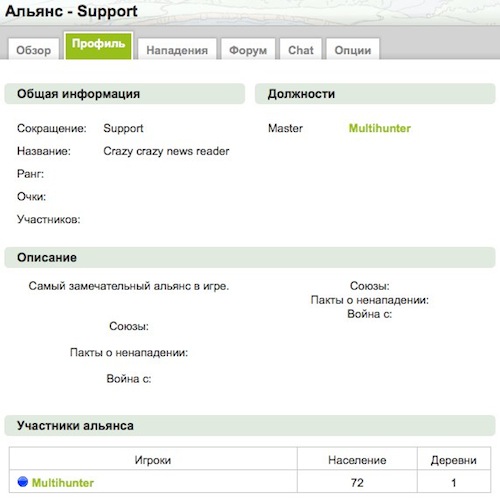 Альянс - Support
Обзор Профиль Нападения Форум Chat Опции
Общая информация
Сокращение: Support
Название: Crazy crazy news reader
Ранг:
Очки:
Участников:
Должности
Master Multihunter
Описание
Самый замечательный альянс в игре.
Союзы:
Пакты о ненападении:
Война с:
Союзы:
Пакты о ненападении:
Война с:
Участники альянса
Игроки Население Деревни
Multihunter 72 1